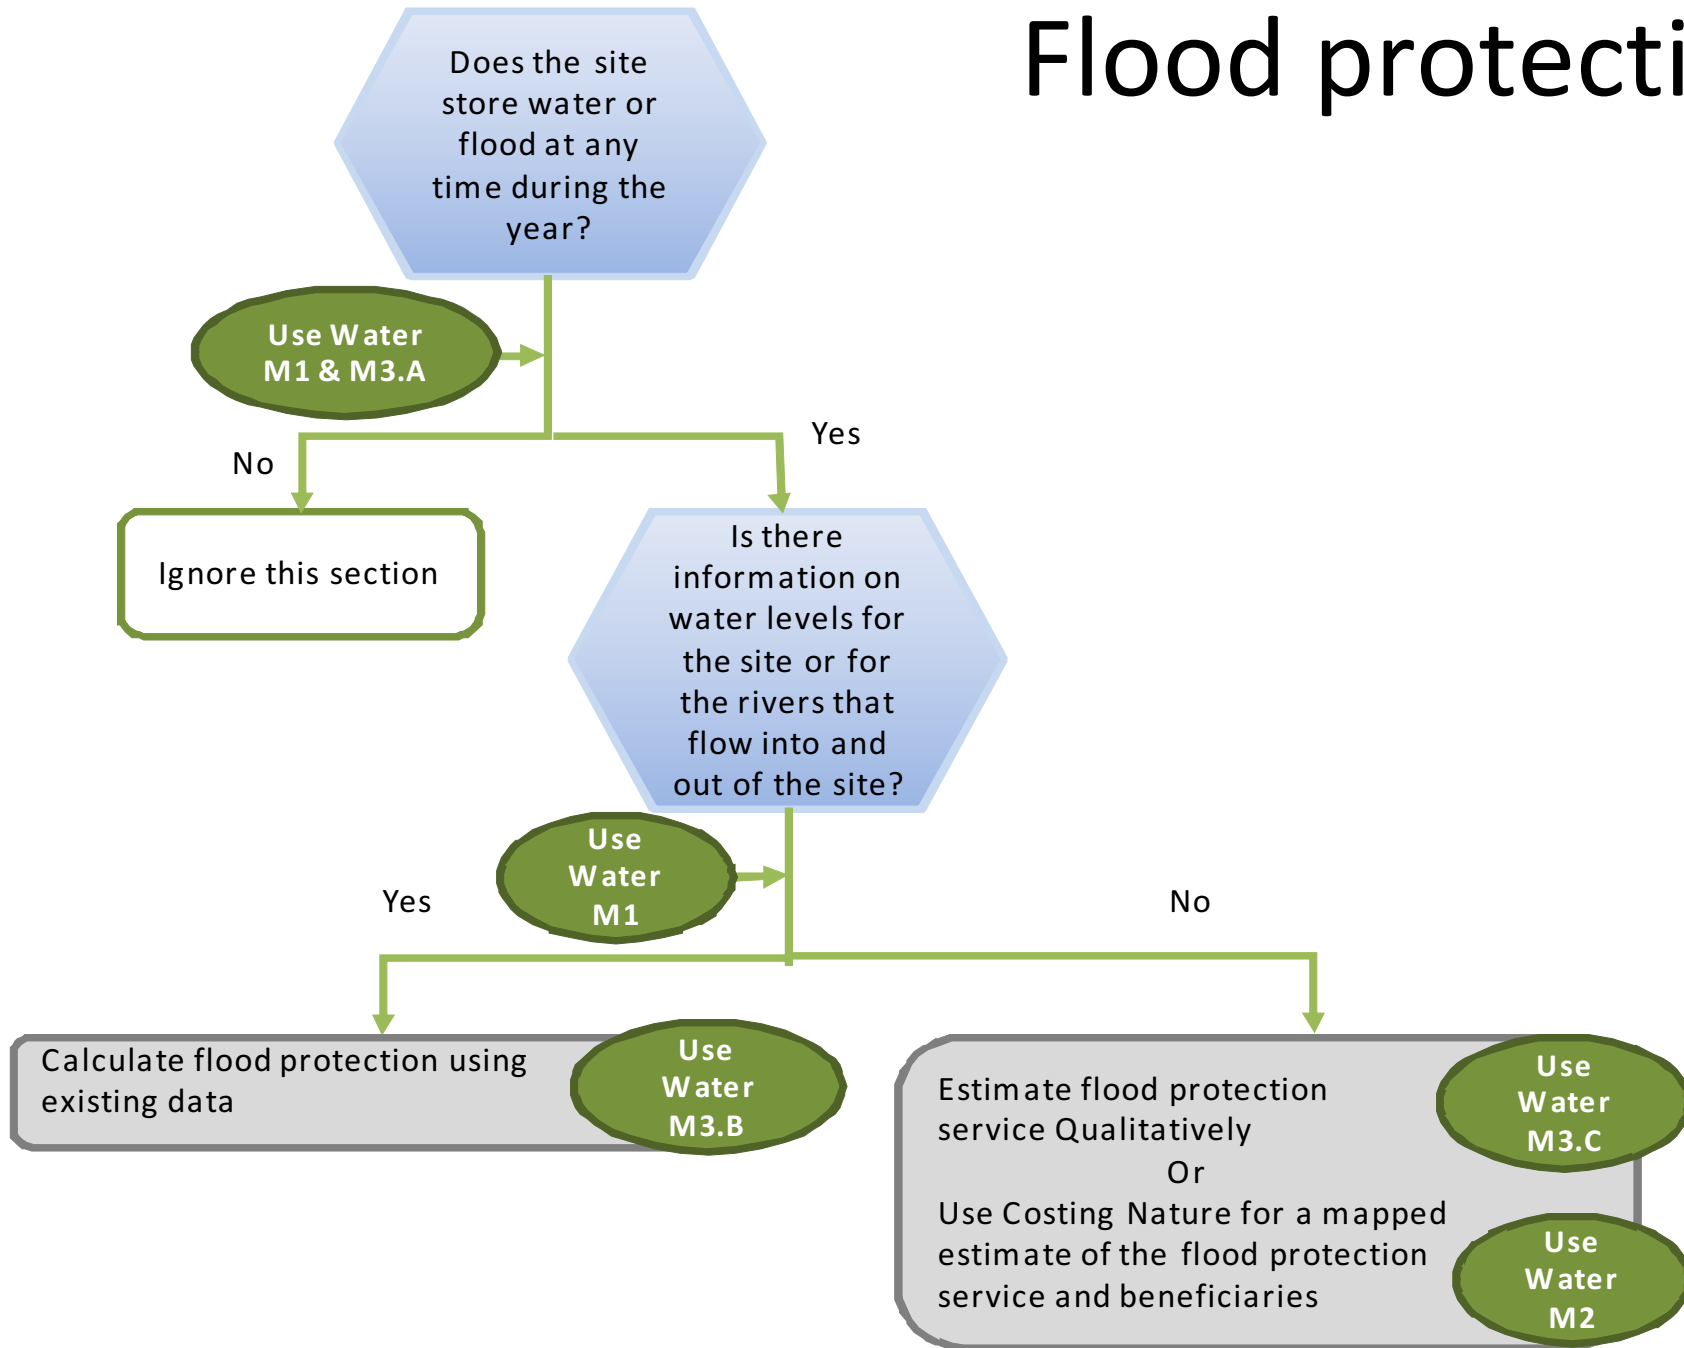 Flood protecti
Does the site
store water or
flood at any
time during the
year?
Use Water
M1 & M3.A
No
Yes
Ignore this section
Is there
information on
water levels for
the site or for
the rivers that
flow into and
out of the site?
Use
Water
M1
Yes
No
Calculate flood protection using
existing data
Use
Water
M3.B
Estimate flood protection
service Qualitatively
Or
Use Costing Nature for a mapped
estimate of the flood protection
service and beneficiaries
Use
Water
M3.C
Use
Water
M2